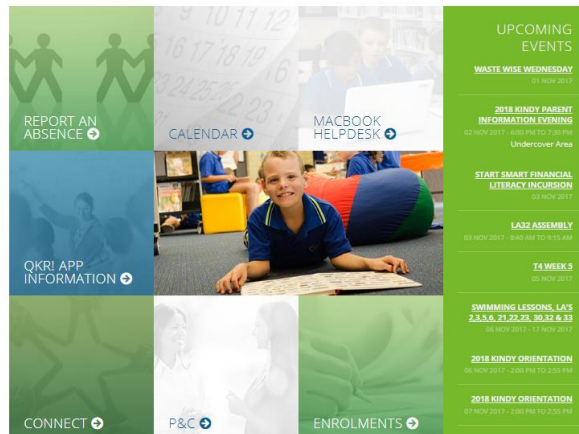 REPORT AN
ABSENCE
CALENDAR
MACBOOK
HELPDESK
QKR! APP
INFORMATION
CONNECT
P&C
ENROLMENTS
UPCOMING
EVENTS
WASTE WISE WEDNESDAY
01 NOV 2017
2018 KINDY PARENT
INFORMATION EVENING
02 NOV 2017 - 6:00 PM TO 7:30 PM
Undercover Area
START SMART FINANCIAL
LITERACY INCURSION
03 NOV 2017
LA32 ASSEMBLY
03 NOV 2017 - 8:40 AM TO 9:15 AM
T4 WEEK 5
05 NOV 2017
SWIMMING LESSONS, LA'S
2,3,5,6, 21,22,23, 30,32 & 33
06 NOV 2017 - 17 NOV 2017
2018 KINDY ORIENTATION
06 NOV 2017 - 2:00 PM TO 2:55 PM
2018 KINDY ORIENTATION
07 NOV 2017 - 2:00 PM TO 2:55 PM